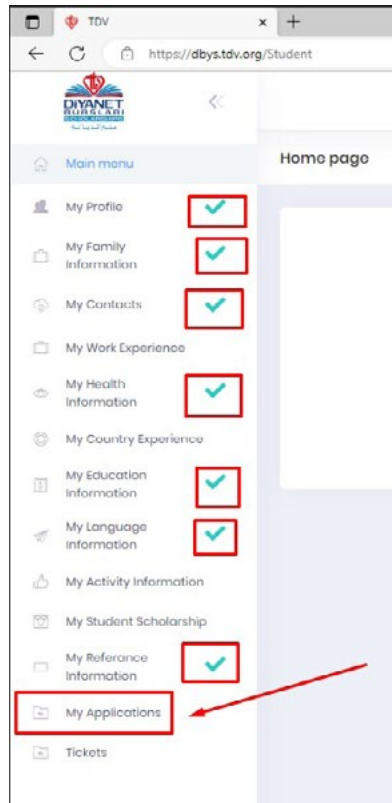 TDV
https://dbys.tdv.org/Student
DİYANET
BURSLARI
Main menu
Home page
My Profile
My Family
Information
My Contacts
My Work Experience
My Health
Information
My Country Experience
My Education
Information
My Language
Information
My Activity Information
My Student Scholarship
My Referance
Information
My Applications
Tickets